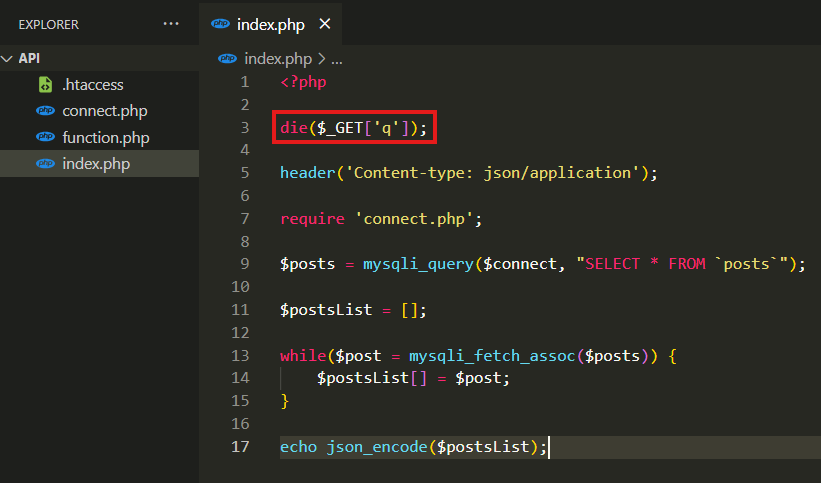 EXPLORER ...
API
.htaccess
connect.php
function.php
index.php
php index.php ×
php index.php > ...
1 <?php
2
3 die($_GET['q']);
4
5 header('Content-type: json/application');
6
7 require 'connect.php';
8
9 $posts = mysqli_query($connect, "SELECT * FROM `posts`");
10
11 $postsList = [];
12
13 while($post = mysqli_fetch_assoc($posts)) {
14     $postsList[] = $post;
15 }
16
17 echo json_encode($postsList);